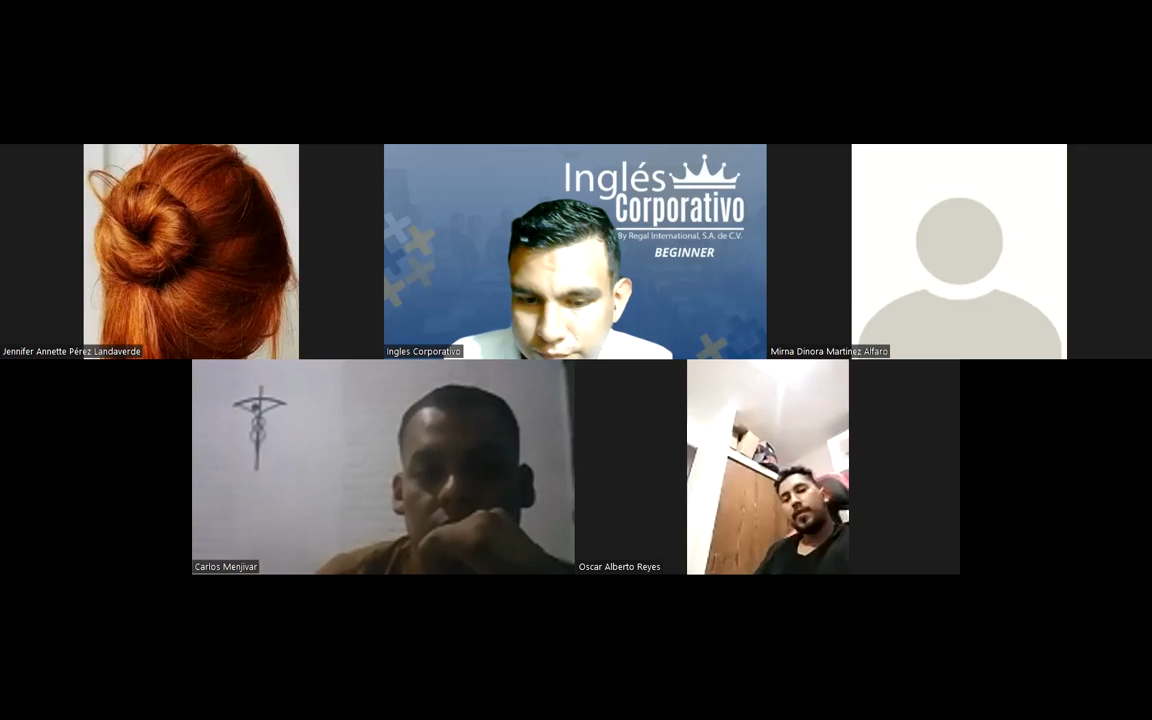 Inglés
Corporativo
By Regal International, S.A. de C.V.
BEGINNER
Jennifer Annette Pérez Landaverde
Ingles Corporativo
Mirna Dinora Martinez Alfaro
Carlos Menjivar
Oscar Alberto Reyes